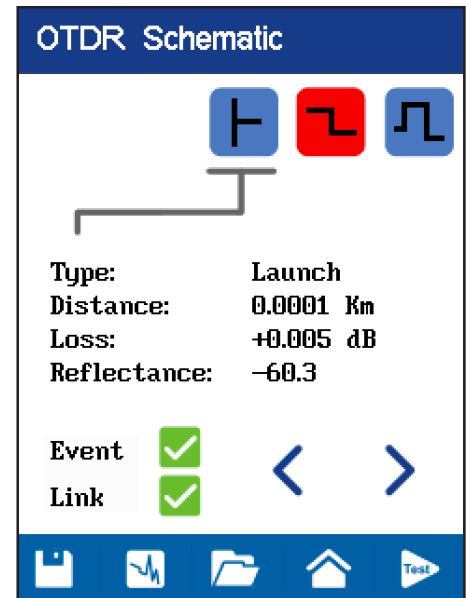 OTDR Schematic
Type: Launch
Distance: 0.0001 Km
Loss: +0.005 dB
Reflectance: -60.3
Event
Link
Test